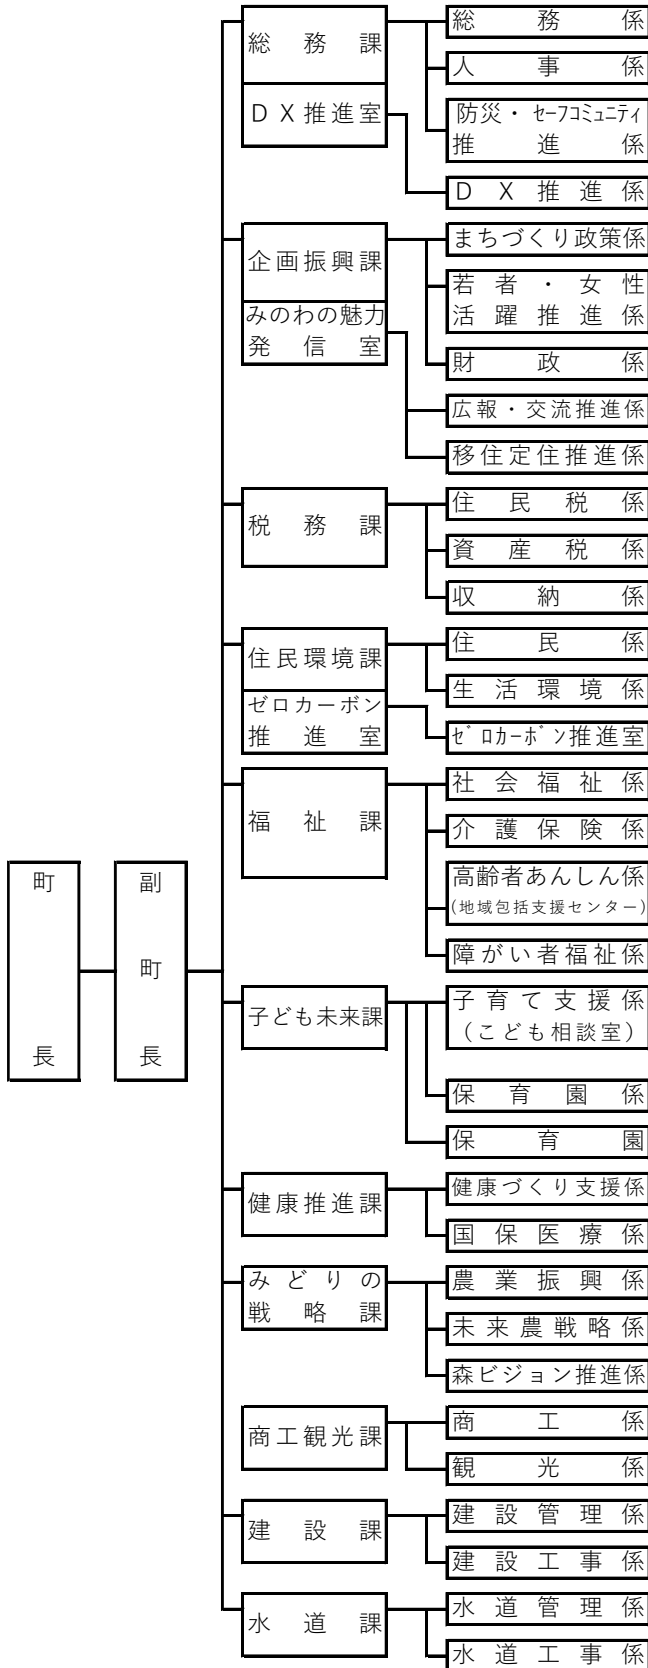 町長
副町長
総務課
総務係
人事係
防災・セーフコミュニティ
推進係
DX推進室
DX推進係
企画振興課
まちづくり政策係
若者・女性
活躍推進係
財政係
みのわの魅力
発信室
広報・交流推進係
移住定住推進係
税務課
住民税係
資産税係
収納係
住民環境課
住民係
生活環境係
ゼロカーボン
推進室
ゼロカーボン推進室
福祉課
社会福祉係
介護保険係
高齢者あんしん係
(地域包括支援センター)
障がい者福祉係
子ども未来課
子育て支援係
(こども相談室)
保育園係
保育園
健康推進課
健康づくり支援係
国保医療係
みどりの
戦略課
農業振興係
未来農戦略係
森ビジョン推進係
商工観光課
商工係
観光係
建設課
建設管理係
建設工事係
水道課
水道管理係
水道工事係